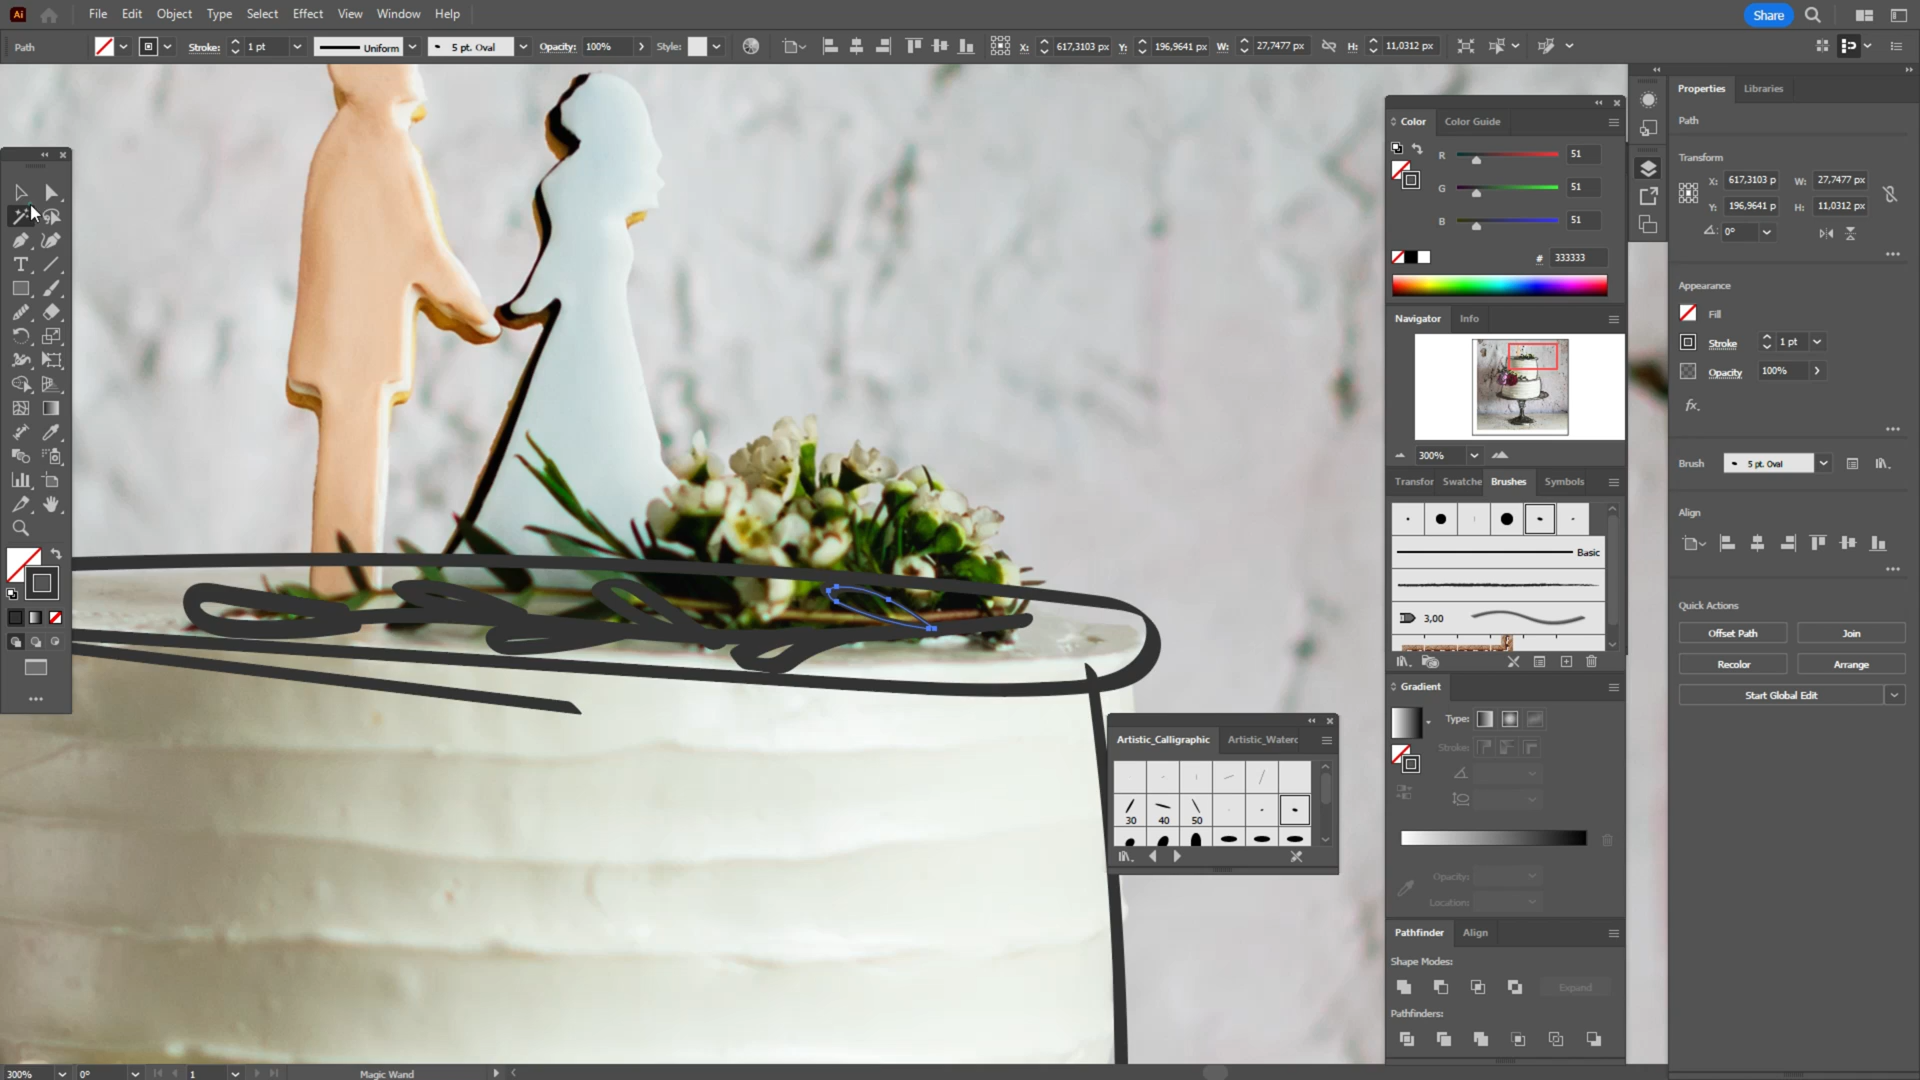 Ai
File Edit Object Type Select Effect View Window Help
Share
Path
Stroke: 1 pt
Uniform
5 pt. Oval
Opacity: 100%
Style:
X: 617,3103 px Y: 196,9641 px W: 27,7477 px H: 11,0312 px
Color Color Guide
R 51
G 51
B 51
# 333333
Navigator Info
300%
Transfor Swatche Brushes Symbols
Basic
3,00
Gradient
Type:
Stroke:
Opacity:
Location:
Pathfinder Align
Shape Modes:
Expand
Pathfinders:
Artistic_Calligraphic Artistic_Waterc
30 40 50
Properties Libraries
Path
Transform
X: 617,3103 p W: 27,7477 px
Y: 196,9641 p H: 11,0312 px
0°
Appearance
Fill
Stroke 1 pt
Opacity 100%
fx.
Brush 5 pt. Oval
Align
Quick Actions
Offset Path Join
Recolor Arrange
Start Global Edit
300% 0° 1 Magic Wand